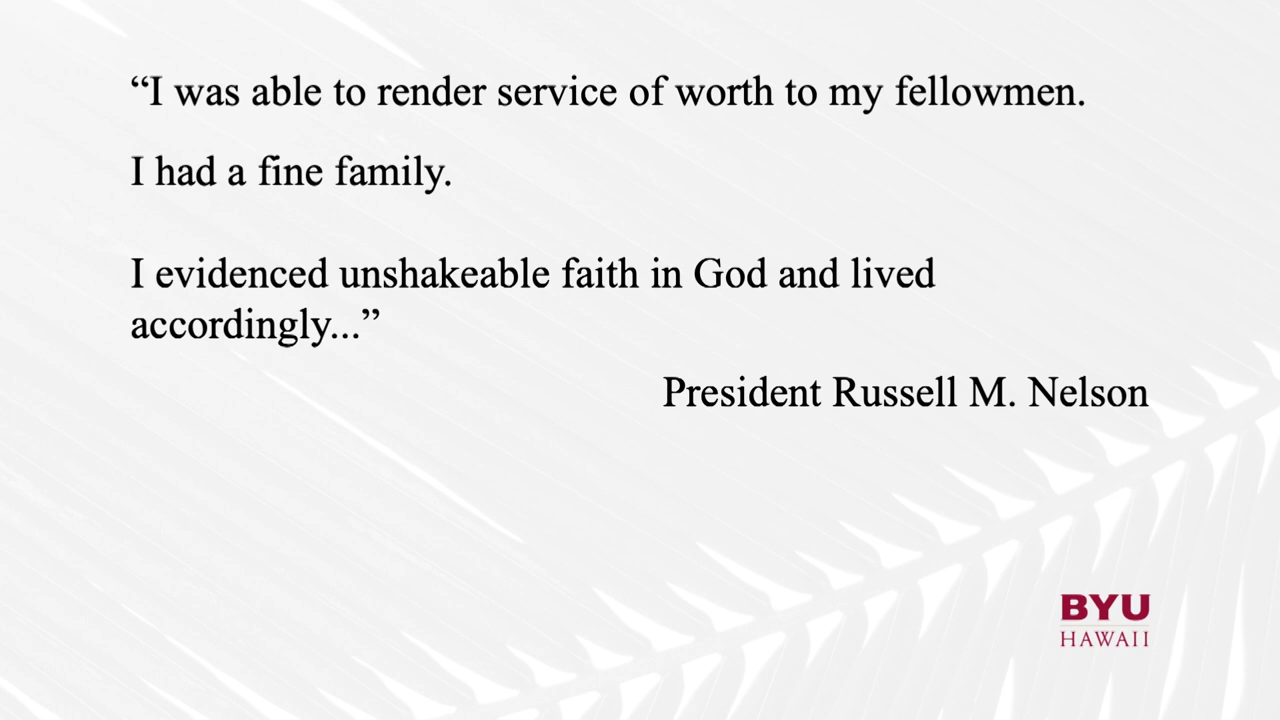 “I was able to render service of worth to my fellowmen.
I had a fine family.
I evidenced unshakeable faith in God and lived
accordingly...”
President Russell M. Nelson
BYU
HAWAII